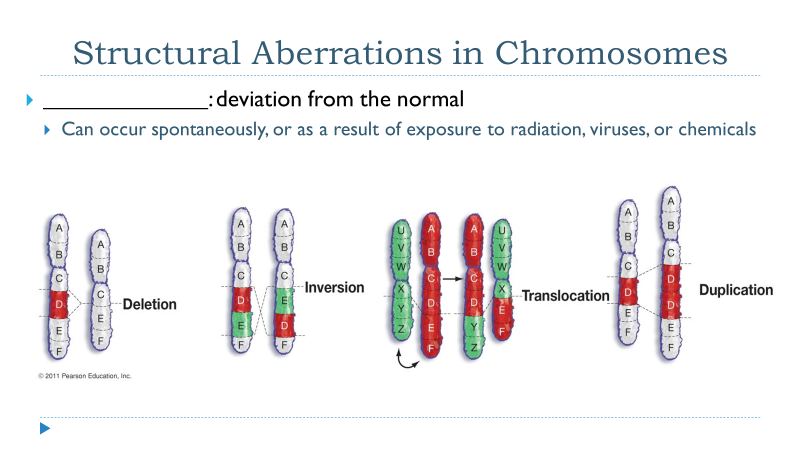 Structural Aberrations in Chromosomes
______________: deviation from the normal
Can occur spontaneously, or as a result of exposure to radiation, viruses, or chemicals
A
B
C
D
E
F
A
B
C
E
F
Deletion
A
B
C
D
E
F
A
B
C
E
D
F
Inversion
U
V
W
X
Y
Z
A
B
C
D
E
F
A
B
C
D
Y
Z
U
V
W
X
E
F
Translocation
A
B
C
D
E
F
A
B
C
D
D
E
F
Duplication
© 2011 Pearson Education, Inc.